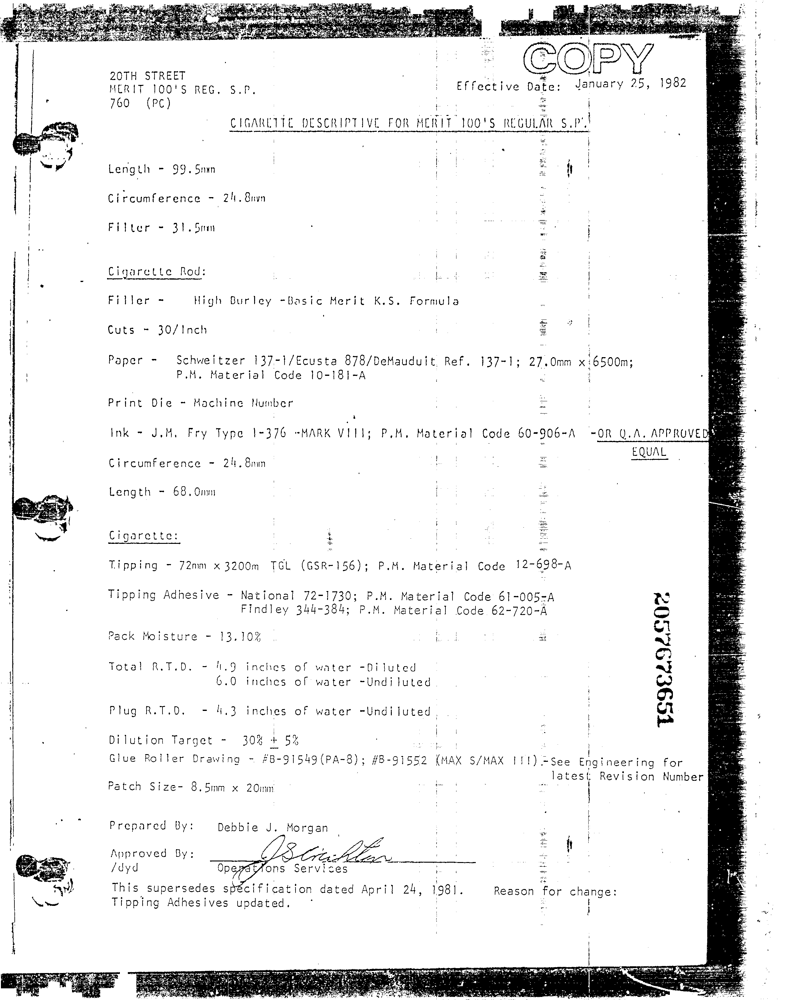 COPY
20TH STREET
MERIT 100'S REG. S.P.
760 (PC)
Effective Date: January 25, 1982
CIGARETTE DESCRIPTIVE FOR MERIT 100'S REGULAR S.P.
Length - 99.5mm
Circumference - 24.8mm
Filter - 31.5mm
Cigarette Rod:
Filler - High Burley -Basic Merit K.S. Formula
Cuts - 30/Inch
Paper - Schweitzer 137-1/Ecusta 878/DeMauduit Ref. 137-1; 27.0mm x 6500m;
P.M. Material Code 10-181-A
Print Die - Machine Number
Ink - J.M. Fry Type I-376 -MARK VIII; P.M. Material Code 60-906-A -OR Q.A. APPROVED
EQUAL
Circumference - 24.8mm
Length - 68.0mm
Cigarette:
Tipping - 72mm x 3200m TGL (GSR-156); P.M. Material Code 12-698-A
Tipping Adhesive - National 72-1730; P.M. Material Code 61-005-A
Findley 344-384; P.M. Material Code 62-720-A
Pack Moisture - 13.10%
Total R.T.D. - 4.9 inches of water -Diluted
6.0 inches of water -Undiluted
Plug R.T.D. - 4.3 inches of water -Undiluted
Dilution Target - 30% ± 5%
Glue Roller Drawing - #B-91549(PA-8); #B-91552 (MAX S/MAX III).-See Engineering for
latest Revision Number
Patch Size- 8.5mm x 20mm
Prepared By: Debbie J. Morgan
Approved By:
/dyd Operations Services
This supersedes specification dated April 24, 1981. Reason for change:
Tipping Adhesives updated.
2057673651